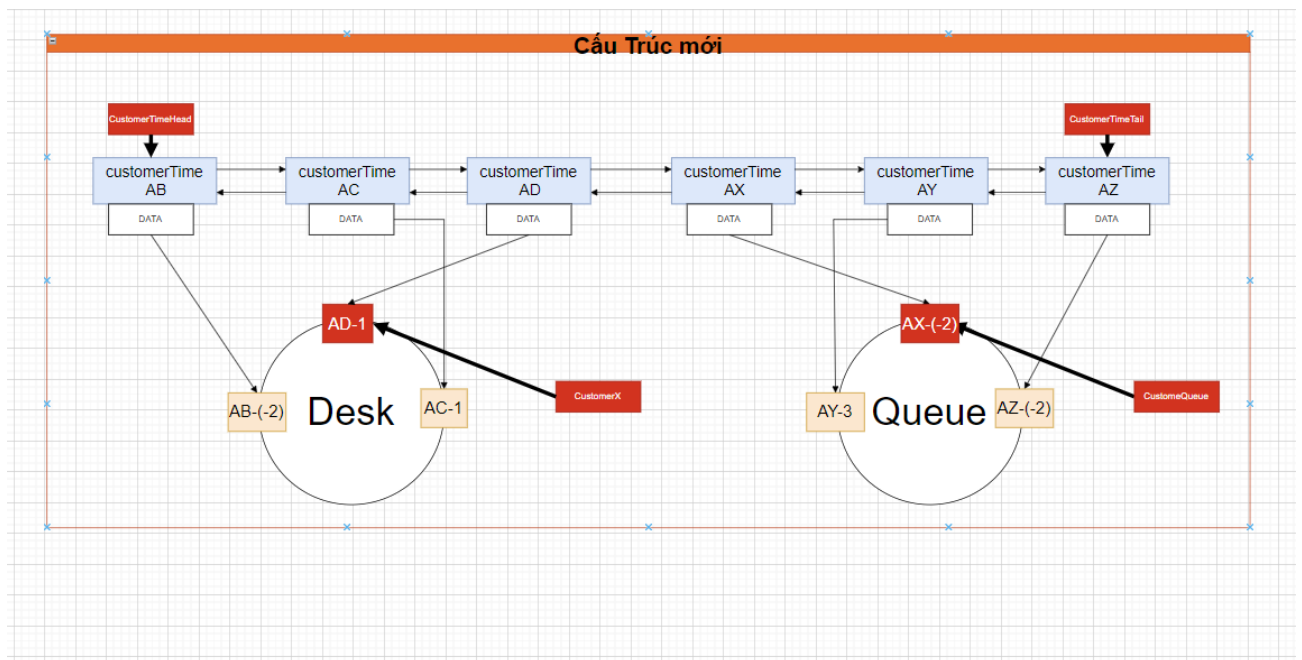 Cấu Trúc mới
CustomerTimeHead
CustomerTimeTail
customerTime
AB
customerTime
AC
customerTime
AD
customerTime
AX
customerTime
AY
customerTime
AZ
DATA
DATA
DATA
DATA
DATA
DATA
AD-1
AX-(-2)
AB-(-2)
Desk
AC-1
CustomerX
AY-3
Queue
AZ-(-2)
CustomeQueue